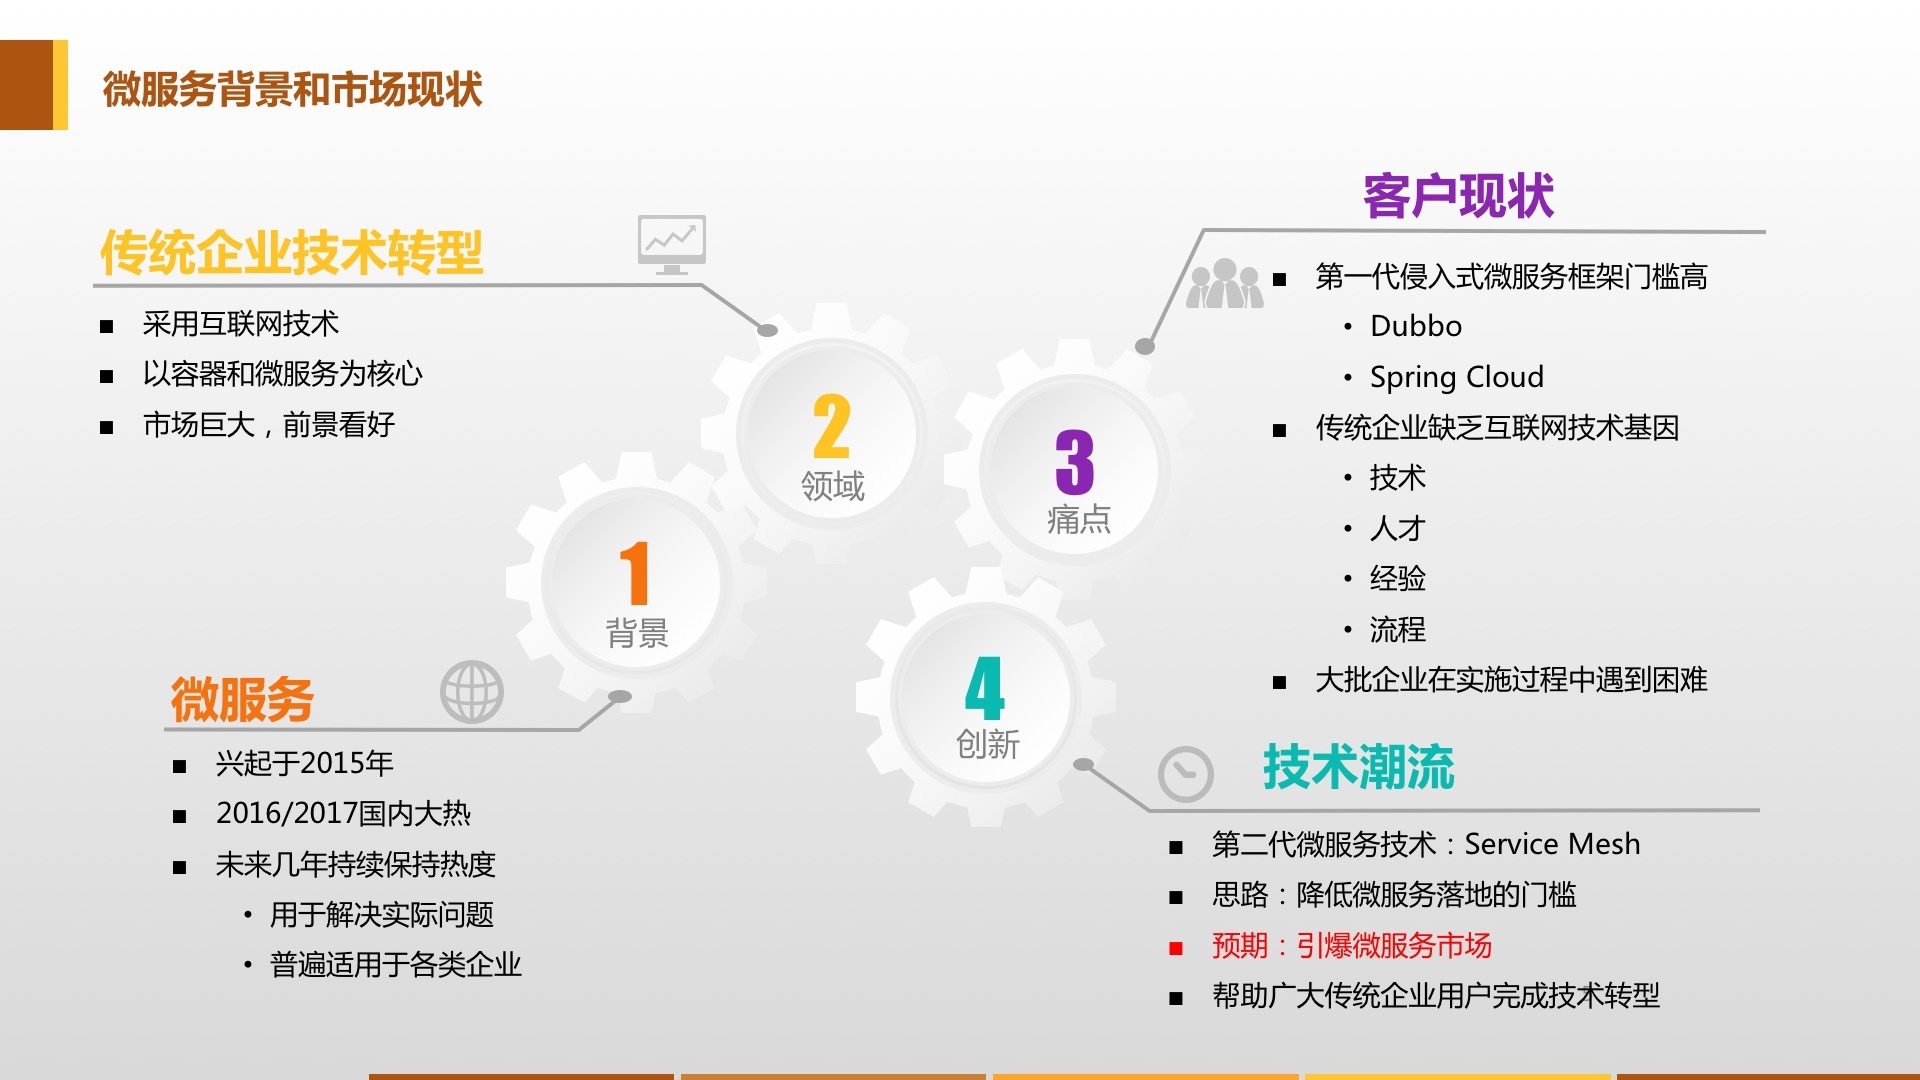 微服务背景和市场现状
传统企业技术转型
采用互联网技术
以容器和微服务为核心
市场巨大，前景看好
2
领域
1
背景
微服务
兴起于2015年
2016/2017国内大热
未来几年持续保持热度
用于解决实际问题
普遍适用于各类企业
客户现状
3
痛点
第一代侵入式微服务框架门槛高
Dubbo
Spring Cloud
传统企业缺乏互联网技术基因
技术
人才
经验
流程
大批企业在实施过程中遇到困难
4
创新
技术潮流
第二代微服务技术：Service Mesh
思路：降低微服务落地的门槛
预期：引爆微服务市场
帮助广大传统企业用户完成技术转型